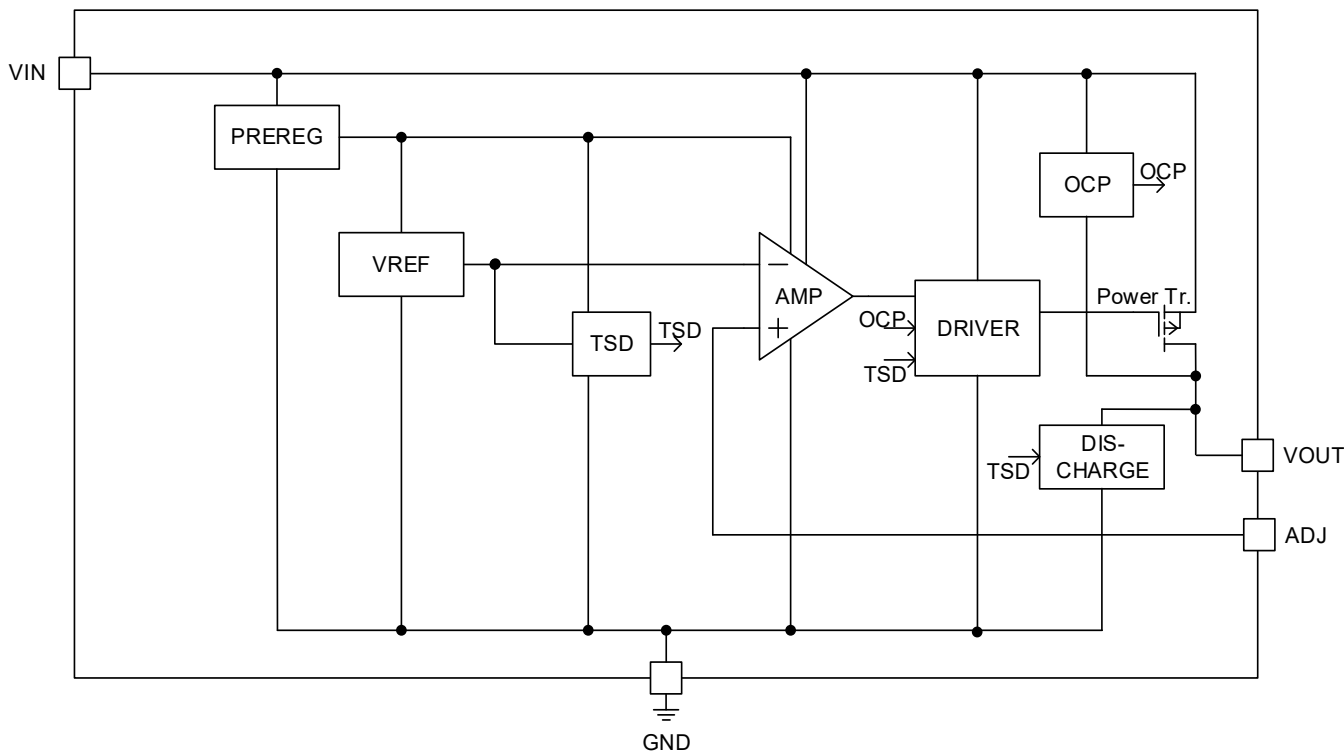 VIN
PREREG
OCP
OCP
VREF
Power Tr.
−
AMP
+
OCP
TSD
DRIVER
TSD
TSD
DIS-
CHARGE
TSD
VOUT
ADJ
GND